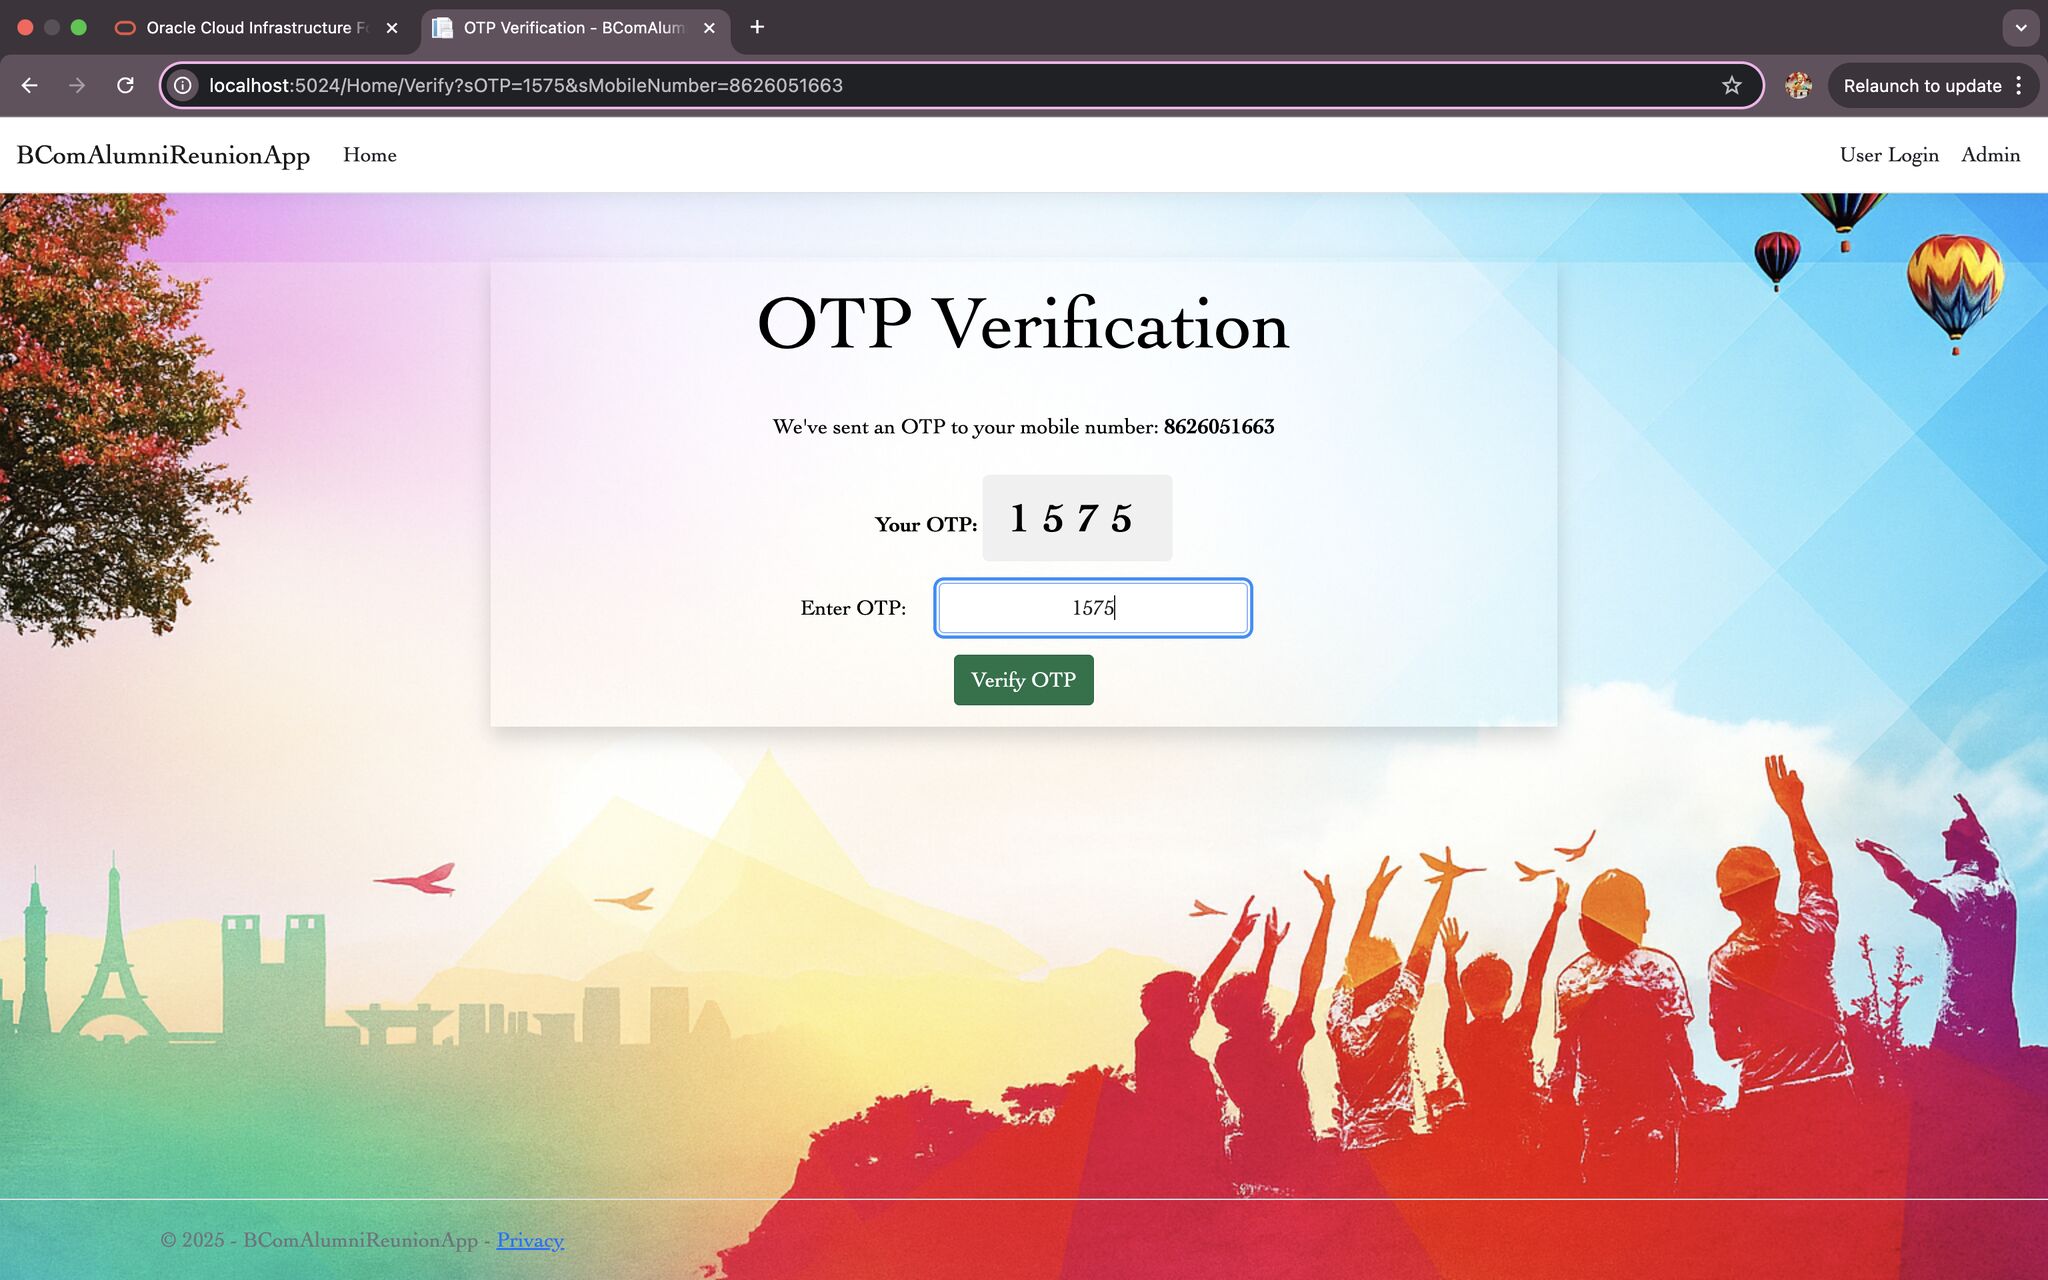 Oracle Cloud Infrastructure F
OTP Verification - BComAlum
localhost:5024/Home/Verify?sOTP=1575&sMobileNumber=8626051663
Relaunch to update
BComAlumniReunionApp
Home
User Login
Admin
OTP Verification
We've sent an OTP to your mobile number: 8626051663
Your OTP: 1 5 7 5
Enter OTP: 1575
Verify OTP
© 2025 - BComAlumniReunionApp - Privacy